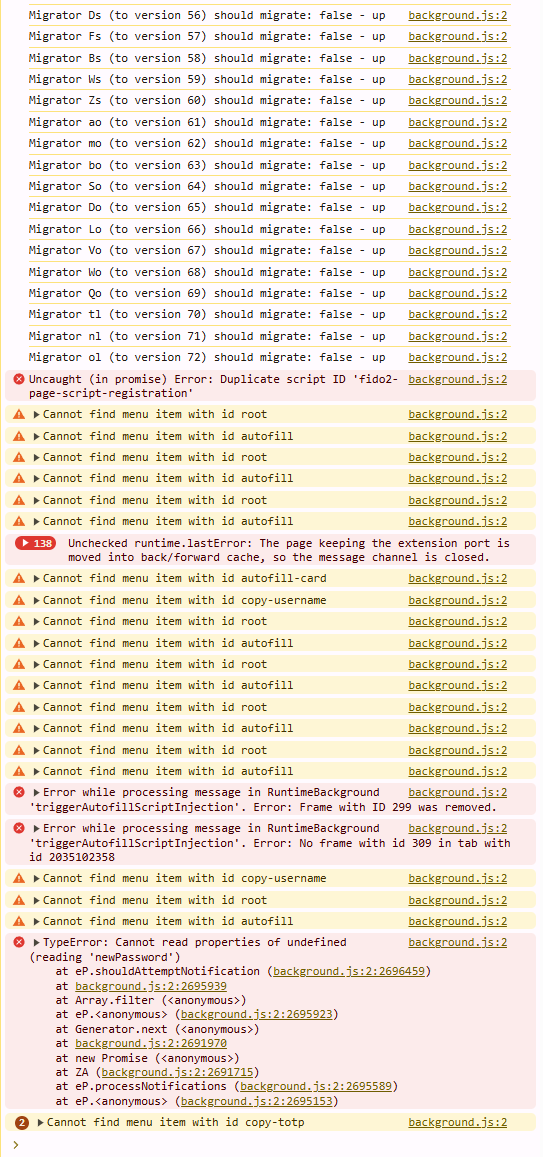 Migrator Ds (to version 56) should migrate: false - up background.js:2
Migrator Fs (to version 57) should migrate: false - up background.js:2
Migrator Bs (to version 58) should migrate: false - up background.js:2
Migrator Ws (to version 59) should migrate: false - up background.js:2
Migrator Zs (to version 60) should migrate: false - up background.js:2
Migrator ao (to version 61) should migrate: false - up background.js:2
Migrator mo (to version 62) should migrate: false - up background.js:2
Migrator bo (to version 63) should migrate: false - up background.js:2
Migrator So (to version 64) should migrate: false - up background.js:2
Migrator Do (to version 65) should migrate: false - up background.js:2
Migrator Lo (to version 66) should migrate: false - up background.js:2
Migrator Vo (to version 67) should migrate: false - up background.js:2
Migrator Wo (to version 68) should migrate: false - up background.js:2
Migrator Qo (to version 69) should migrate: false - up background.js:2
Migrator tl (to version 70) should migrate: false - up background.js:2
Migrator nl (to version 71) should migrate: false - up background.js:2
Migrator ol (to version 72) should migrate: false - up background.js:2
Uncaught (in promise) Error: Duplicate script ID 'fido2- background.js:2
page-script-registration'
Cannot find menu item with id root background.js:2
Cannot find menu item with id autofill background.js:2
Cannot find menu item with id root background.js:2
Cannot find menu item with id autofill background.js:2
Cannot find menu item with id root background.js:2
Cannot find menu item with id autofill background.js:2
138 Unchecked runtime.lastError: The page keeping the extension port is
moved into back/forward cache, so the message channel is closed.
Cannot find menu item with id autofill-card background.js:2
Cannot find menu item with id copy-username background.js:2
Cannot find menu item with id root background.js:2
Cannot find menu item with id autofill background.js:2
Cannot find menu item with id root background.js:2
Cannot find menu item with id autofill background.js:2
Cannot find menu item with id root background.js:2
Cannot find menu item with id autofill background.js:2
Cannot find menu item with id root background.js:2
Cannot find menu item with id autofill background.js:2
Error while processing message in RuntimeBackground background.js:2
'triggerAutofillScriptInjection'. Error: Frame with ID 299 was removed.
Error while processing message in RuntimeBackground background.js:2
'triggerAutofillScriptInjection'. Error: No frame with id 309 in tab with
id 2035102358
Cannot find menu item with id copy-username background.js:2
Cannot find menu item with id root background.js:2
Cannot find menu item with id autofill background.js:2
TypeError: Cannot read properties of undefined background.js:2
(reading 'newPassword')
at eP.shouldAttemptNotification (background.js:2:2696459)
at background.js:2:2695939
at Array.filter (<anonymous>)
at eP.<anonymous> (background.js:2:2695923)
at Generator.next (<anonymous>)
at background.js:2:2691970
at new Promise (<anonymous>)
at ZA (background.js:2:2691715)
at eP.processNotifications (background.js:2:2695589)
at eP.<anonymous> (background.js:2:2695153)
2 Cannot find menu item with id copy-totp background.js:2